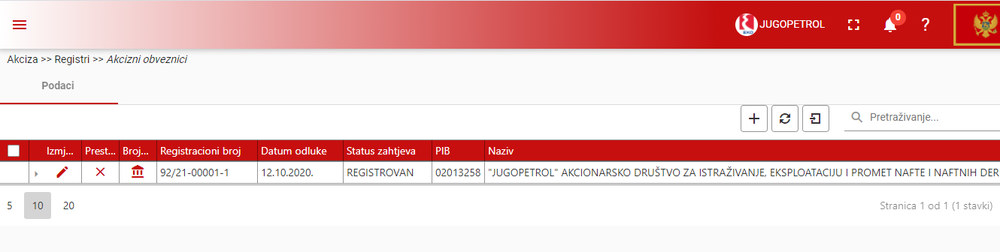 JUGOPETROL
0
?
Akciza >> Registri >> Akcizni obveznici
Podaci
Pretraživanje...
Izmj... Prest... Broj... Registracioni broj Datum odluke Status zahtjeva PIB Naziv
92/21-00001-1 12.10.2020. REGISTROVAN 02013258 "JUGOPETROL" AKCIONARSKO DRUŠTVO ZA ISTRAŽIVANJE, EKSPLOATACIJU I PROMET NAFTE I NAFTNIH DER
5 10 20 Stranica 1 od 1 (1 stavki)